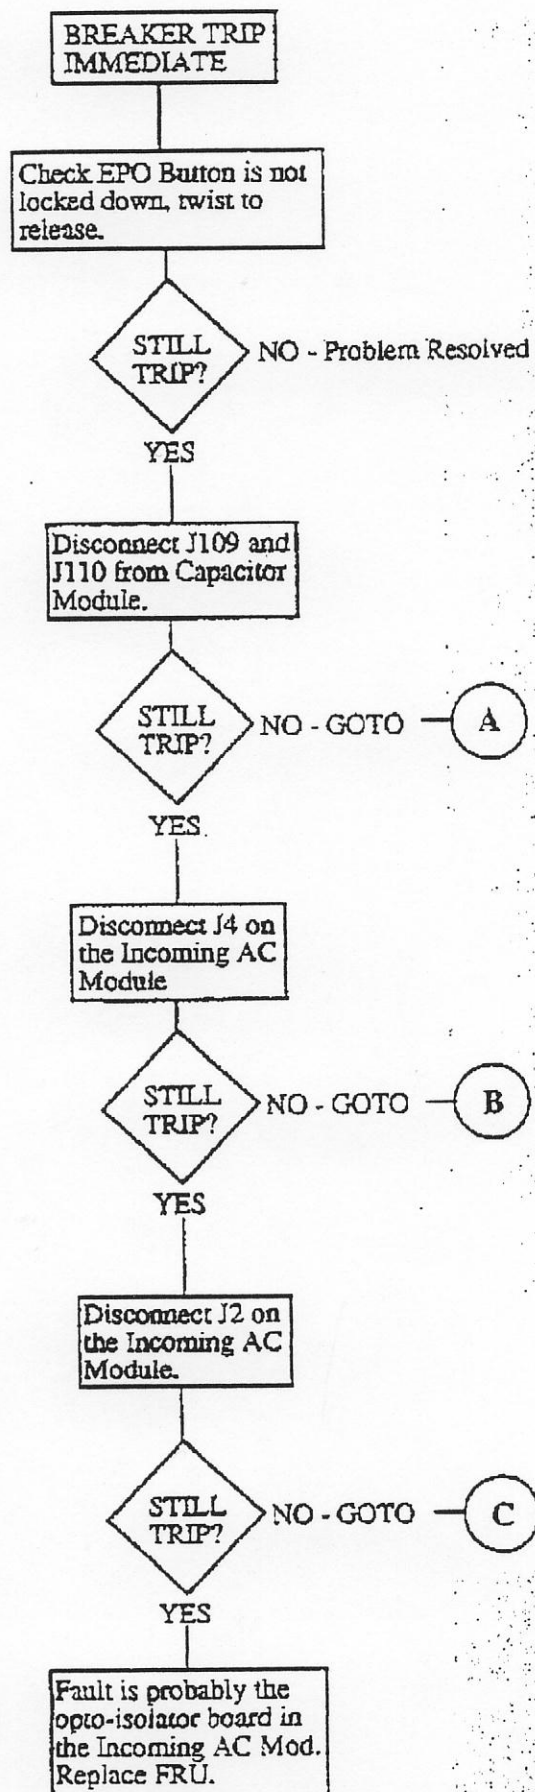 BREAKER TRIP
IMMEDIATE
Check EPO Button is not
locked down, twist to
release.
STILL
TRIP?
NO - Problem Resolved
YES
Disconnect J109 and
J110 from Capacitor
Module.
STILL
TRIP?
NO - GOTO
A
YES
Disconnect J4 on
the Incoming AC
Module
STILL
TRIP?
NO - GOTO
B
YES
Disconnect J2 on
the Incoming AC
Module.
STILL
TRIP?
NO - GOTO
C
YES
Fault is probably the
opto-isolator board in
the Incoming AC Mod.
Replace FRU.